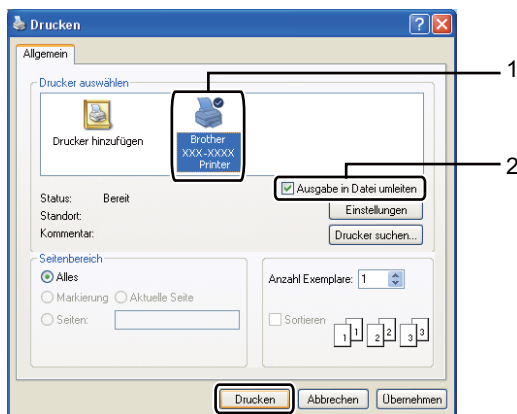 Drucken
Allgemein
Drucker auswählen
1
Drucker hinzufügen
Brother
XXX-XXXX
Printer
2
Ausgabe in Datei umleiten
Status: Bereit
Einstellungen
Standort:
Kommentar:
Drucker suchen...
Seitenbereich
Alles
Anzahl Exemplare: 1
Markierung Aktuelle Seite
Seiten:
Sortieren
1 1 2 2 3 3
Drucken Abbrechen Übernehmen